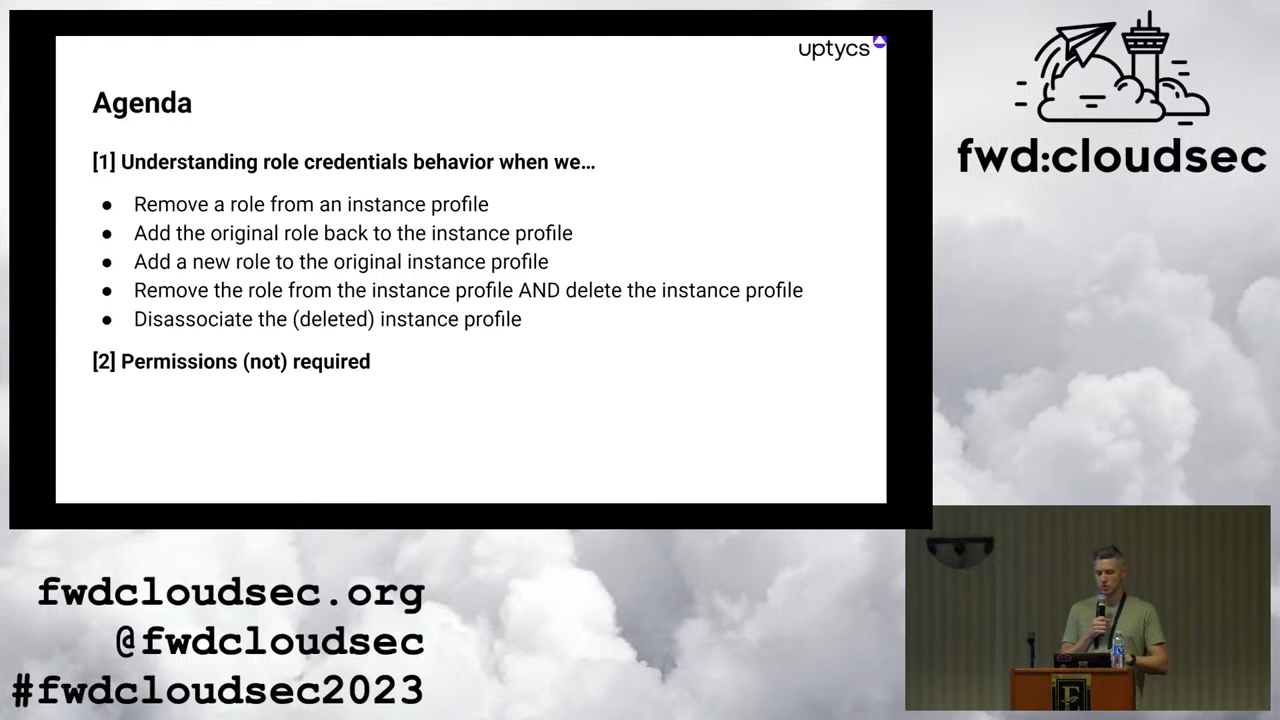 uptycs
Agenda
[1] Understanding role credentials behavior when we...
● Remove a role from an instance profile
● Add the original role back to the instance profile
● Add a new role to the original instance profile
● Remove the role from the instance profile AND delete the instance profile
● Disassociate the (deleted) instance profile
[2] Permissions (not) required
fwd:cloudsec
fwdcloudsec.org
@fwdcloudsec
#fwdcloudsec2023